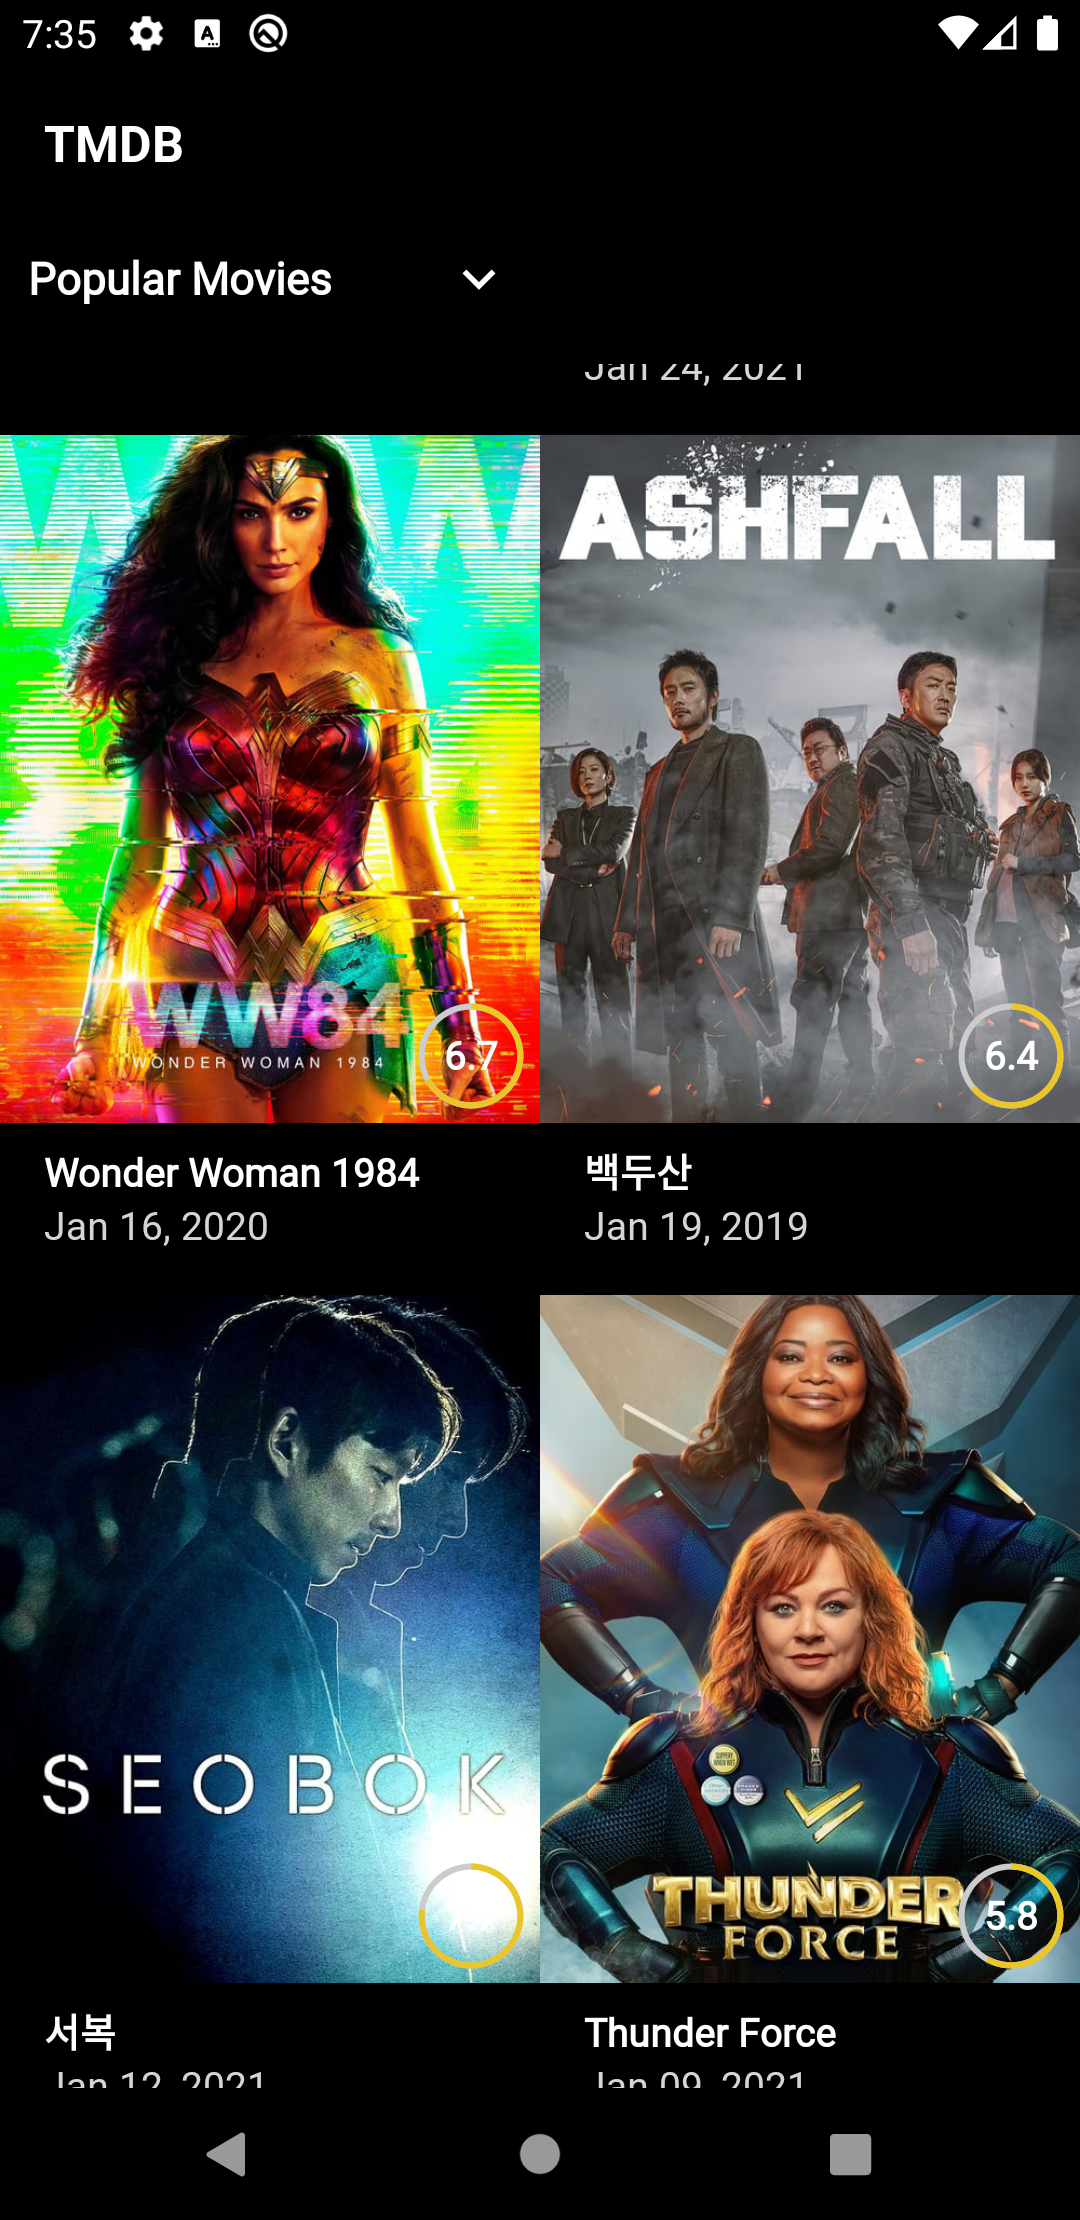 7:35
TMDB
Popular Movies
Jan 24, 2021
ASHFALL
WW84
WONDER WOMAN 1984
6.7
6.4
Wonder Woman 1984
Jan 16, 2020
백두산
Jan 19, 2019
SEOBOK
THUNDER
FORCE
5.8
서복
Jan 12, 2021
Thunder Force
Jan 09, 2021